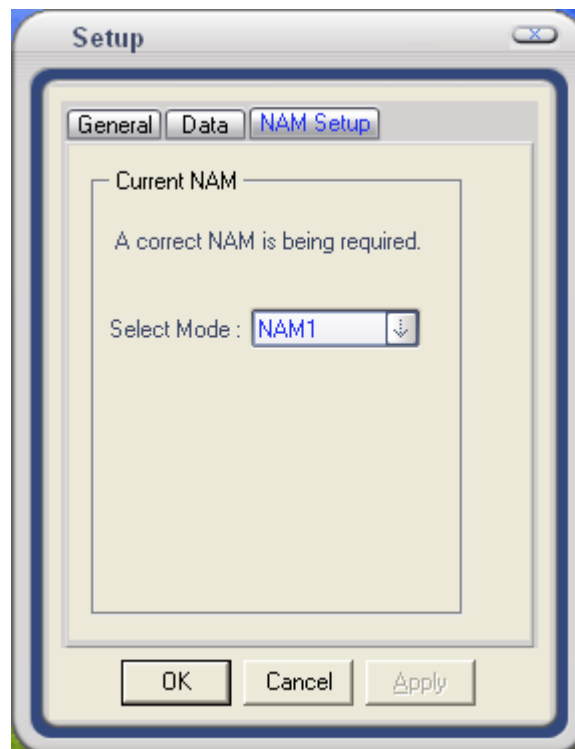 Setup
General Data NAM Setup
Current NAM
A correct NAM is being required.
Select Mode : NAM1
OK Cancel Apply